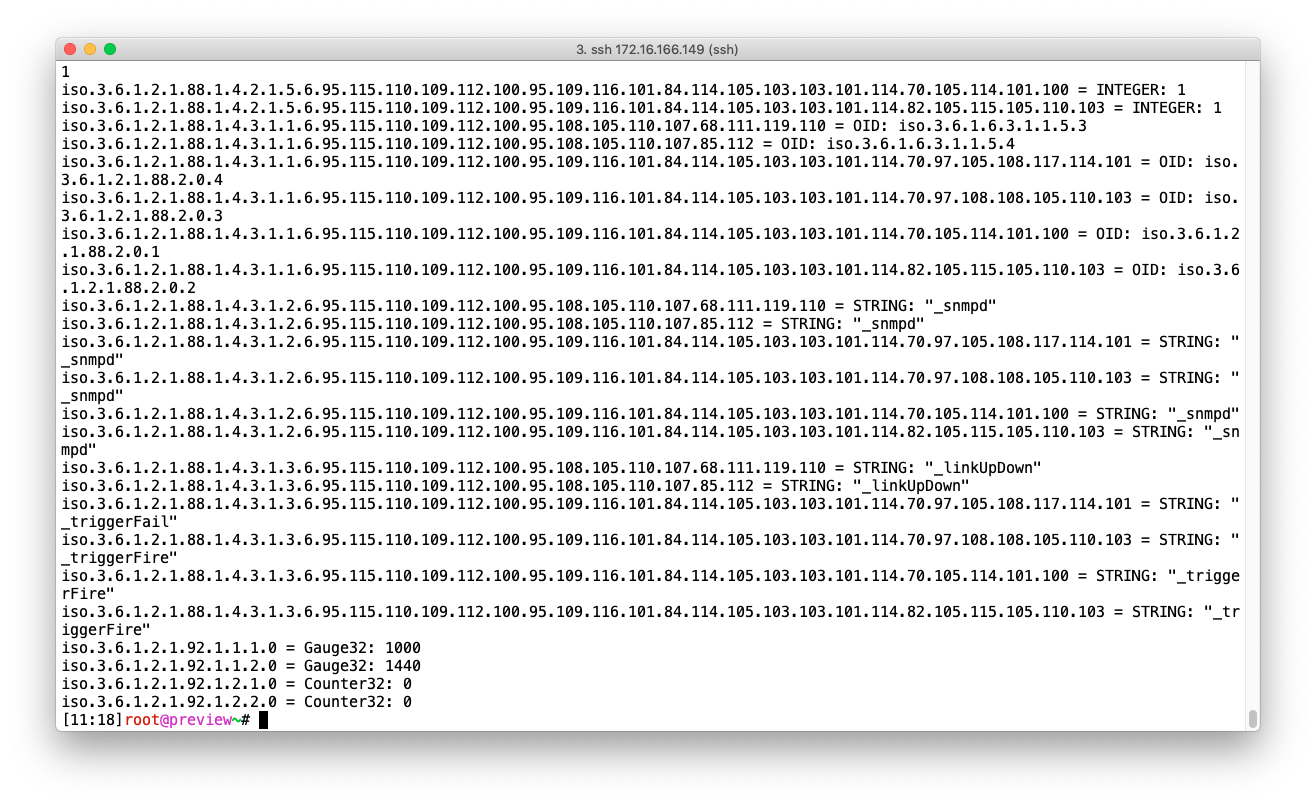 3. ssh 172.16.166.149 (ssh)
1
iso.3.6.1.2.1.88.1.4.2.1.5.6.95.115.110.109.112.100.95.109.116.101.84.114.105.103.103.101.114.70.105.114.101.100 = INTEGER: 1
iso.3.6.1.2.1.88.1.4.2.1.5.6.95.115.110.109.112.100.95.109.116.101.84.114.105.103.103.101.114.82.105.115.105.110.103 = INTEGER: 1
iso.3.6.1.2.1.88.1.4.3.1.1.6.95.115.110.109.112.100.95.108.105.110.107.68.111.119.110 = OID: iso.3.6.1.6.3.1.1.5.3
iso.3.6.1.2.1.88.1.4.3.1.1.6.95.115.110.109.112.100.95.108.105.110.107.85.112 = OID: iso.3.6.1.6.3.1.1.5.4
iso.3.6.1.2.1.88.1.4.3.1.1.6.95.115.110.109.112.100.95.109.116.101.84.114.105.103.103.101.114.70.97.105.108.117.114.101 = OID: iso.
3.6.1.2.1.88.2.0.4
iso.3.6.1.2.1.88.1.4.3.1.1.6.95.115.110.109.112.100.95.109.116.101.84.114.105.103.103.101.114.70.97.108.108.105.110.103 = OID: iso.
3.6.1.2.1.88.2.0.3
iso.3.6.1.2.1.88.1.4.3.1.1.6.95.115.110.109.112.100.95.109.116.101.84.114.105.103.103.101.114.70.105.114.101.100 = OID: iso.3.6.1.2
.1.88.2.0.1
iso.3.6.1.2.1.88.1.4.3.1.1.6.95.115.110.109.112.100.95.109.116.101.84.114.105.103.103.101.114.82.105.115.105.110.103 = OID: iso.3.6
.1.2.1.88.2.0.2
iso.3.6.1.2.1.88.1.4.3.1.2.6.95.115.110.109.112.100.95.108.105.110.107.68.111.119.110 = STRING: "_snmpd"
iso.3.6.1.2.1.88.1.4.3.1.2.6.95.115.110.109.112.100.95.108.105.110.107.85.112 = STRING: "_snmpd"
iso.3.6.1.2.1.88.1.4.3.1.2.6.95.115.110.109.112.100.95.109.116.101.84.114.105.103.103.101.114.70.97.105.108.117.114.101 = STRING: "
_snmpd"
iso.3.6.1.2.1.88.1.4.3.1.2.6.95.115.110.109.112.100.95.109.116.101.84.114.105.103.103.101.114.70.97.108.108.105.110.103 = STRING: "
_snmpd"
iso.3.6.1.2.1.88.1.4.3.1.2.6.95.115.110.109.112.100.95.109.116.101.84.114.105.103.103.101.114.70.105.114.101.100 = STRING: "_snmpd"
iso.3.6.1.2.1.88.1.4.3.1.2.6.95.115.110.109.112.100.95.109.116.101.84.114.105.103.103.101.114.82.105.115.105.110.103 = STRING: "_sn
mpd"
iso.3.6.1.2.1.88.1.4.3.1.3.6.95.115.110.109.112.100.95.108.105.110.107.68.111.119.110 = STRING: "_linkUpDown"
iso.3.6.1.2.1.88.1.4.3.1.3.6.95.115.110.109.112.100.95.108.105.110.107.85.112 = STRING: "_linkUpDown"
iso.3.6.1.2.1.88.1.4.3.1.3.6.95.115.110.109.112.100.95.109.116.101.84.114.105.103.103.101.114.70.97.105.108.117.114.101 = STRING: "
_triggerFail"
iso.3.6.1.2.1.88.1.4.3.1.3.6.95.115.110.109.112.100.95.109.116.101.84.114.105.103.103.101.114.70.97.108.108.105.110.103 = STRING: "
_triggerFire"
iso.3.6.1.2.1.88.1.4.3.1.3.6.95.115.110.109.112.100.95.109.116.101.84.114.105.103.103.101.114.70.105.114.101.100 = STRING: "_trigge
rFire"
iso.3.6.1.2.1.88.1.4.3.1.3.6.95.115.110.109.112.100.95.109.116.101.84.114.105.103.103.101.114.82.105.115.105.110.103 = STRING: "_tr
iggerFire"
iso.3.6.1.2.1.92.1.1.1.0 = Gauge32: 1000
iso.3.6.1.2.1.92.1.1.2.0 = Gauge32: 1440
iso.3.6.1.2.1.92.1.2.1.0 = Counter32: 0
iso.3.6.1.2.1.92.1.2.2.0 = Counter32: 0
[11:18]root@preview~#